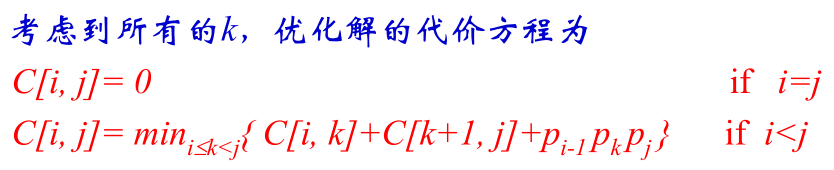 考虑到所有的k，优化解的代价方程为
C[i, j]= 0 if i=j
C[i, j]= min_{i≤k<j}{ C[i, k]+C[k+1, j]+p_{i-1}p_kp_j} if i<j